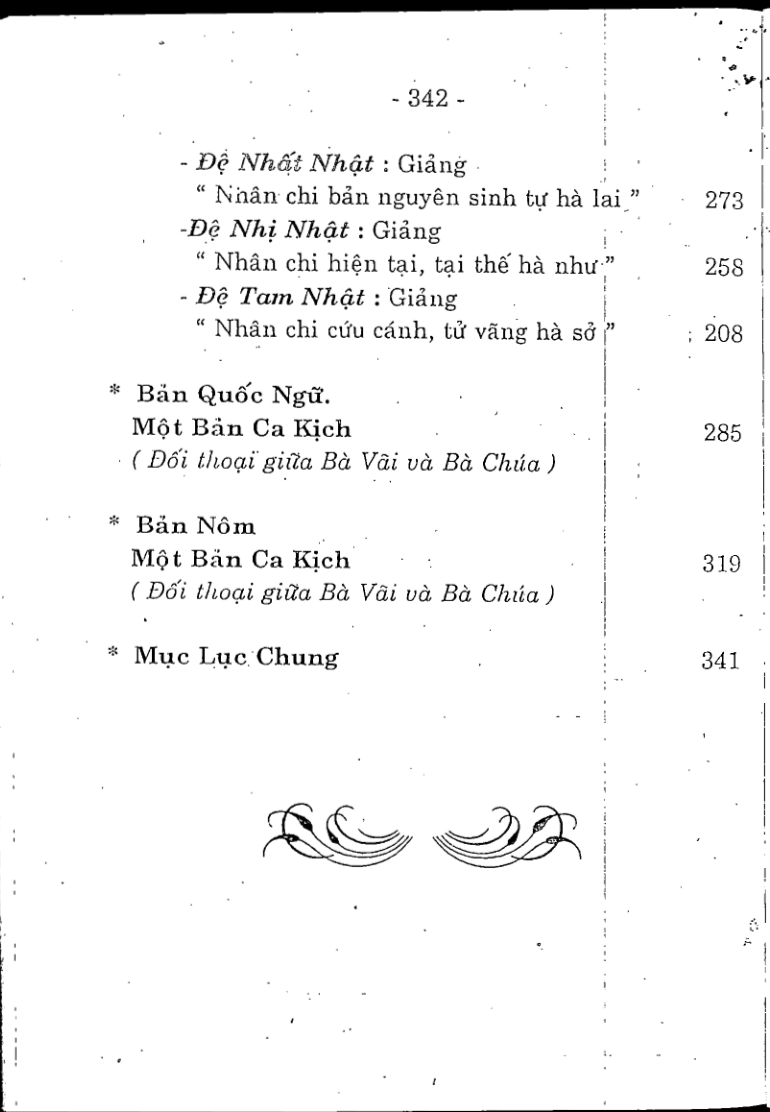 - 342 -
- Đệ Nhất Nhật : Giảng
“ Nhân chi bản nguyên sinh tự hà lai ” 273
-Đệ Nhị Nhật : Giảng
“ Nhân chi hiện tại, tại thế hà như ” 258
- Đệ Tam Nhật : Giảng
“ Nhân chi cứu cánh, tử vãng hà sở ” 208
* Bản Quốc Ngữ.
Một Bản Ca Kịch 285
( Đối thoại giữa Bà Vãi và Bà Chúa )
* Bản Nôm
Một Bản Ca Kịch 319
( Đối thoại giữa Bà Vãi và Bà Chúa )
* Mục Lục Chung 341